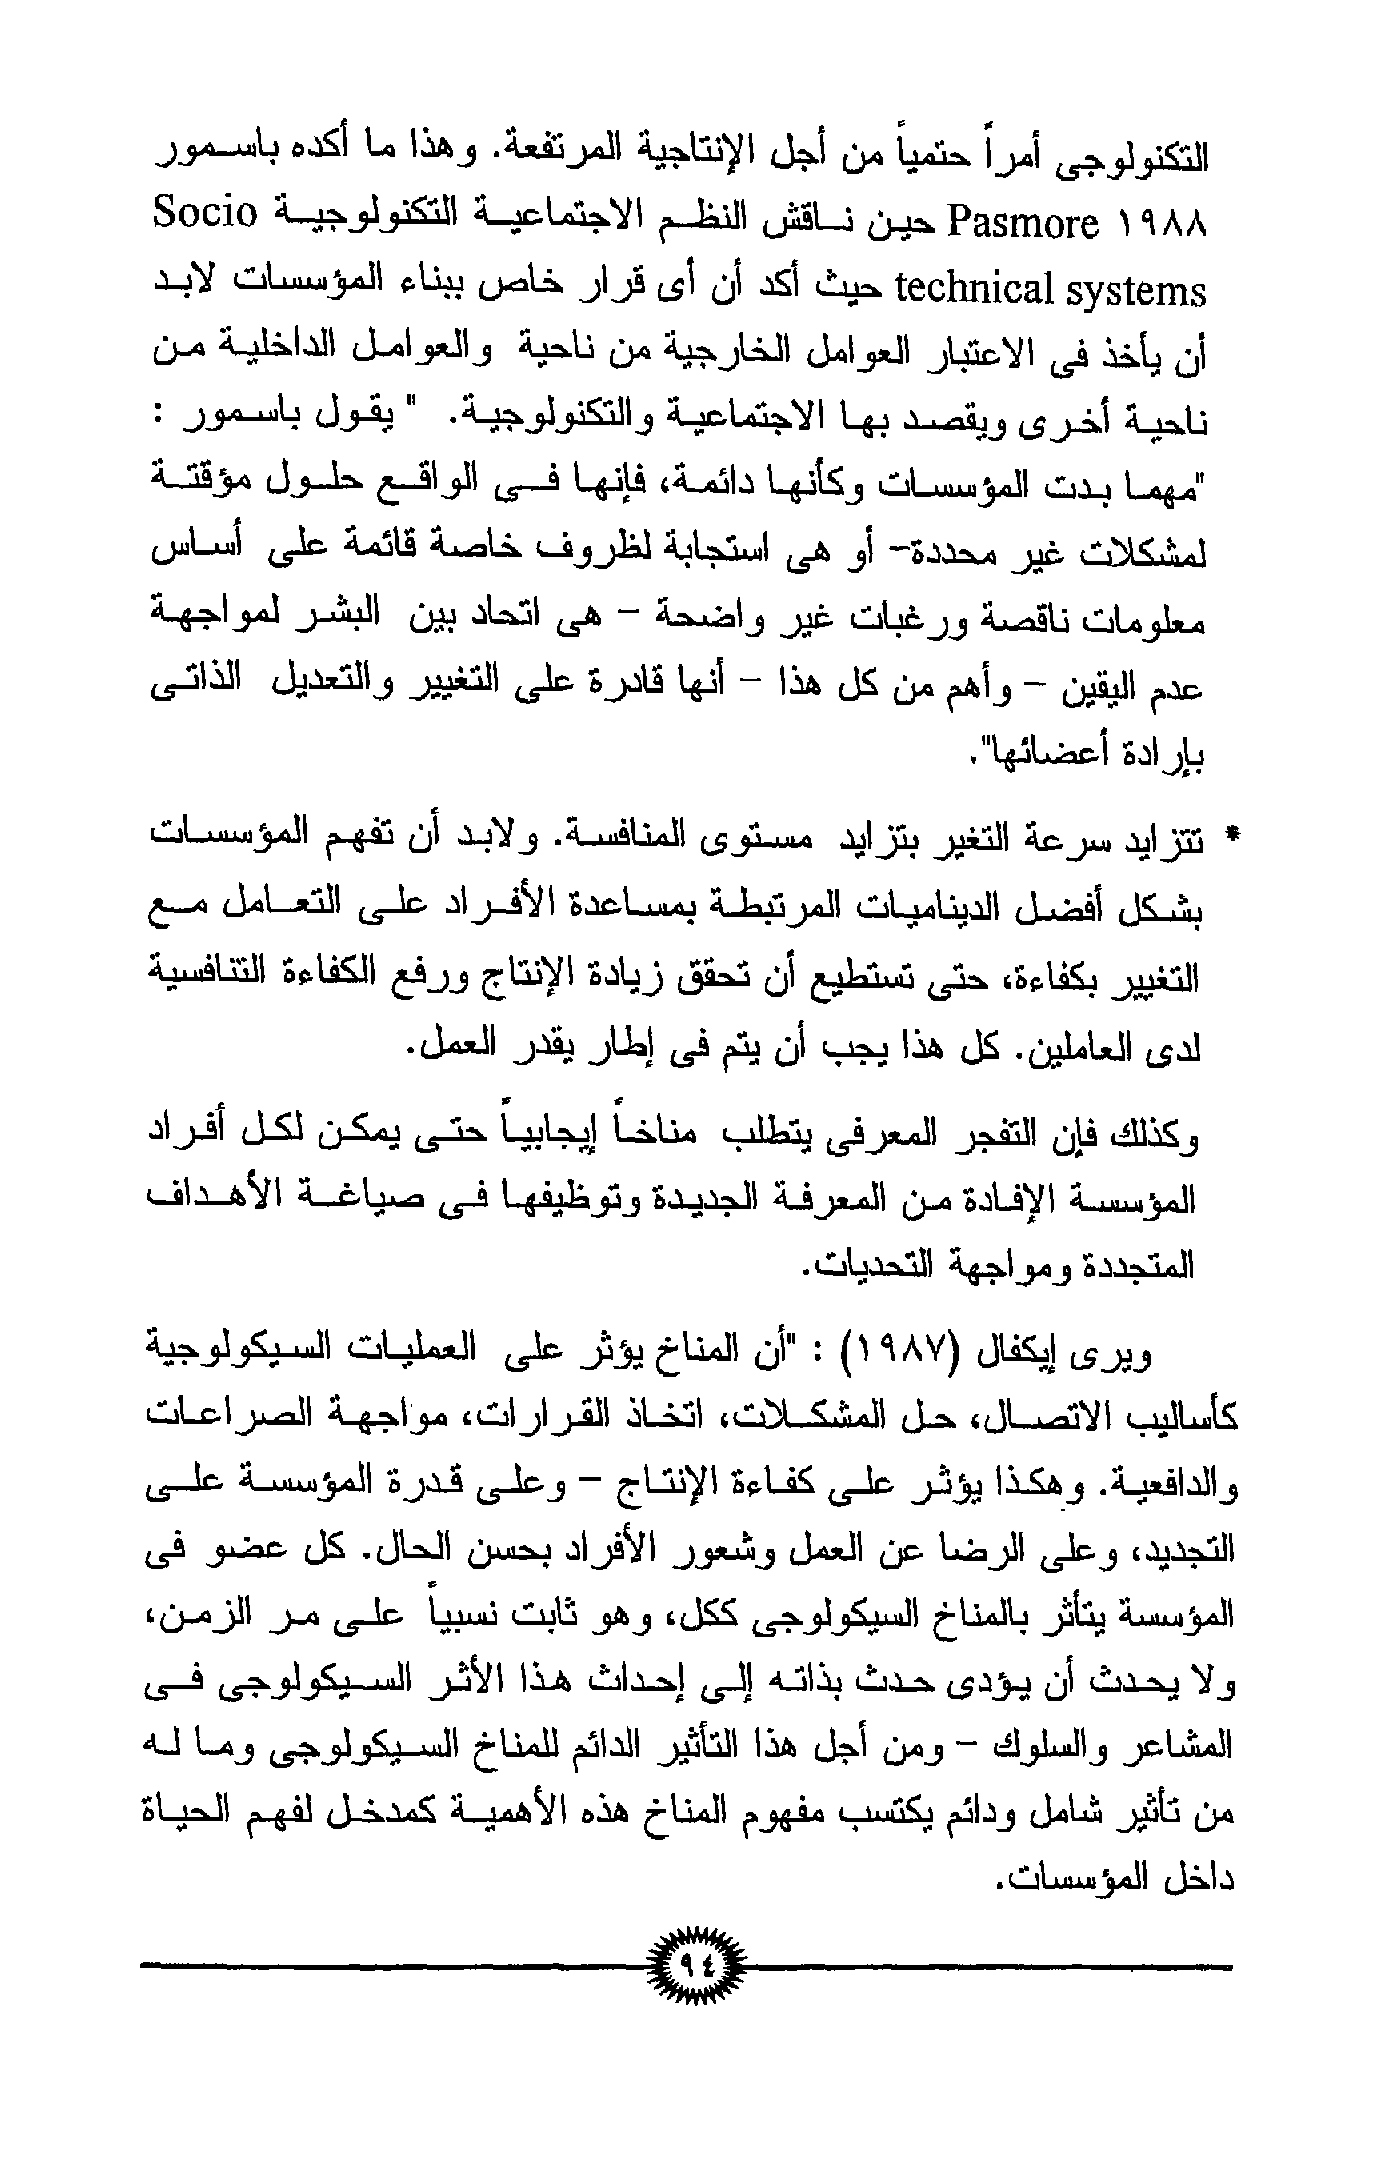 التكنولوجى أمراً حتمياً من أجل الإنتاجية المرتفعة. وهذا ما أكده باسمور
١٩٨٨ Pasmore حين ناقش النظم الاجتماعية التكنولوجية Socio
technical systems حيث أكد أن أى قرار خاص ببناء المؤسسات لابد
أن يأخذ فى الاعتبار العوامل الخارجية من ناحية والعوامل الداخلية من
ناحية أخرى ويقصد بها الاجتماعية والتكنولوجية. " يقول باسمور :
"مهما بدت المؤسسات وكأنها دائمة، فإنها فى الواقع حلول مؤقتة
لمشكلات غير محددة- أو هى استجابة لظروف خاصة قائمة على أساس
معلومات ناقصة ورغبات غير واضحة - هى اتحاد بين البشر لمواجهة
عدم اليقين - وأهم من كل هذا - أنها قادرة على التغيير والتعديل الذاتى
بإرادة أعضائها".
* تتزايد سرعة التغير بتزايد مستوى المنافسة. ولابد أن تفهم المؤسسات
بشكل أفضل الديناميات المرتبطة بمساعدة الأفراد على التعامل مع
التغيير بكفاءة، حتى تستطيع أن تحقق زيادة الإنتاج ورفع الكفاءة التنافسية
لدى العاملين. كل هذا يجب أن يتم فى إطار يقدر العمل.
وكذلك فإن التفجر المعرفى يتطلب مناخاً إيجابياً حتى يمكن لكل أفراد
المؤسسة الإفادة من المعرفة الجديدة وتوظيفها فى صياغة الأهداف
المتجددة ومواجهة التحديات.
ويرى إيكفال (١٩٨٧) : "أن المناخ يؤثر على العمليات السيكولوجية
كأساليب الاتصال، حل المشكلات، اتخاذ القرارات، مواجهة الصراعات
والدافعية. وهكذا يؤثر على كفاءة الإنتاج - وعلى قدرة المؤسسة على
التجديد، وعلى الرضا عن العمل وشعور الأفراد بحسن الحال. كل عضو فى
المؤسسة يتأثر بالمناخ السيكولوجى ككل، وهو ثابت نسبياً على مر الزمن،
ولا يحدث أن يؤدى حدث بذاته إلى إحداث هذا الأثر السيكولوجى فى
المشاعر والسلوك - ومن أجل هذا التأثير الدائم للمناخ السيكولوجى وما له
من تأثير شامل ودائم يكتسب مفهوم المناخ هذه الأهمية كمدخل لفهم الحياة
داخل المؤسسات.
٩٤